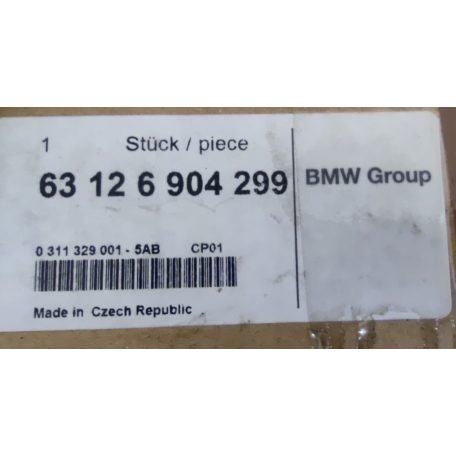 1 Stück / piece
63 12 6 904 299
BMW Group
0 311 329 001 - 5AB CP01
Made in Czech Republic